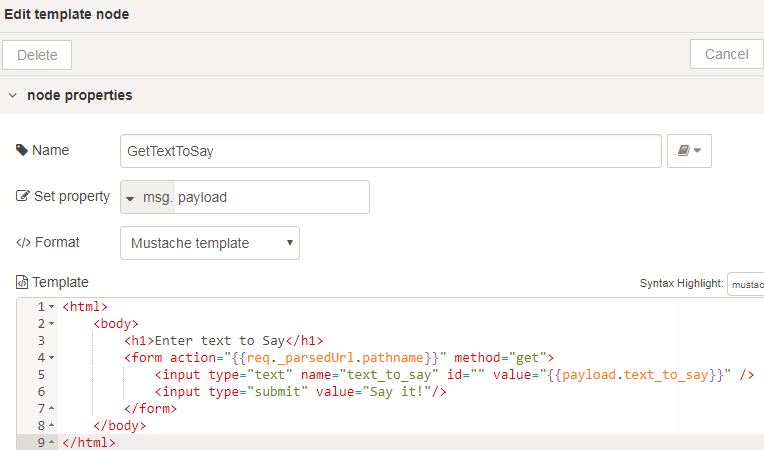 Edit template node
Delete
Cancel
node properties
Name
GetTextToSay
Set property
msg. payload
</> Format
Mustache template
Template
Syntax Highlight: mustac
1 <html>
2 <body>
3 <h1>Enter text to Say</h1>
4 <form action="{{req._parsedUrl.pathname}}" method="get">
5 <input type="text" name="text_to_say" id="" value="{{payload.text_to_say}}" />
6 <input type="submit" value="Say it!"/>
7 </form>
8 </body>
9 </html>